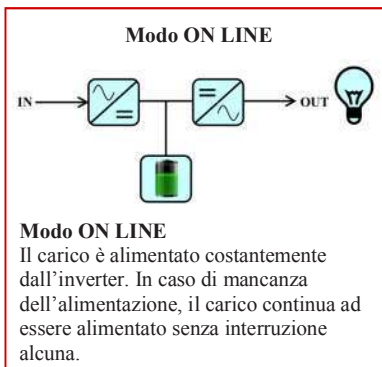 Modo ON LINE
IN
OUT
Modo ON LINE
Il carico è alimentato costantemente
dall'inverter. In caso di mancanza
dell'alimentazione, il carico continua ad
essere alimentato senza interruzione
alcuna.